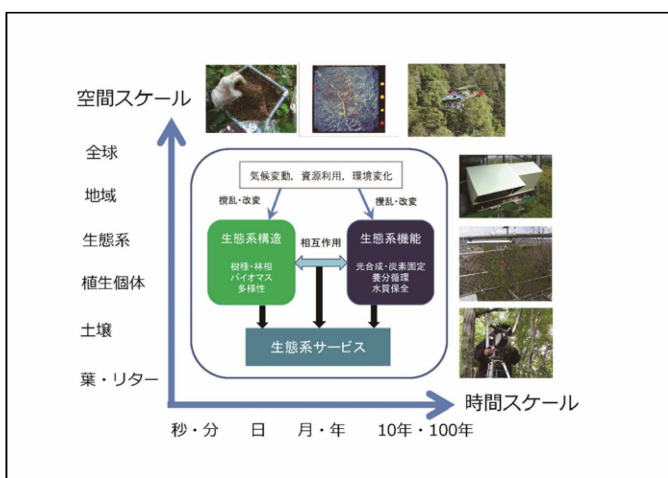 空間スケール
全球
地域
生態系
植生個体
土壌
葉・リター
気候変動，資源利用，環境変化
攪乱・改変
攪乱・改変
生態系構造
樹種・林相
バイオマス
多様性
相互作用
生態系機能
光合成・炭素固定
養分循環
水質保全
生態系サービス
時間スケール
秒・分 日 月・年 10年・100年